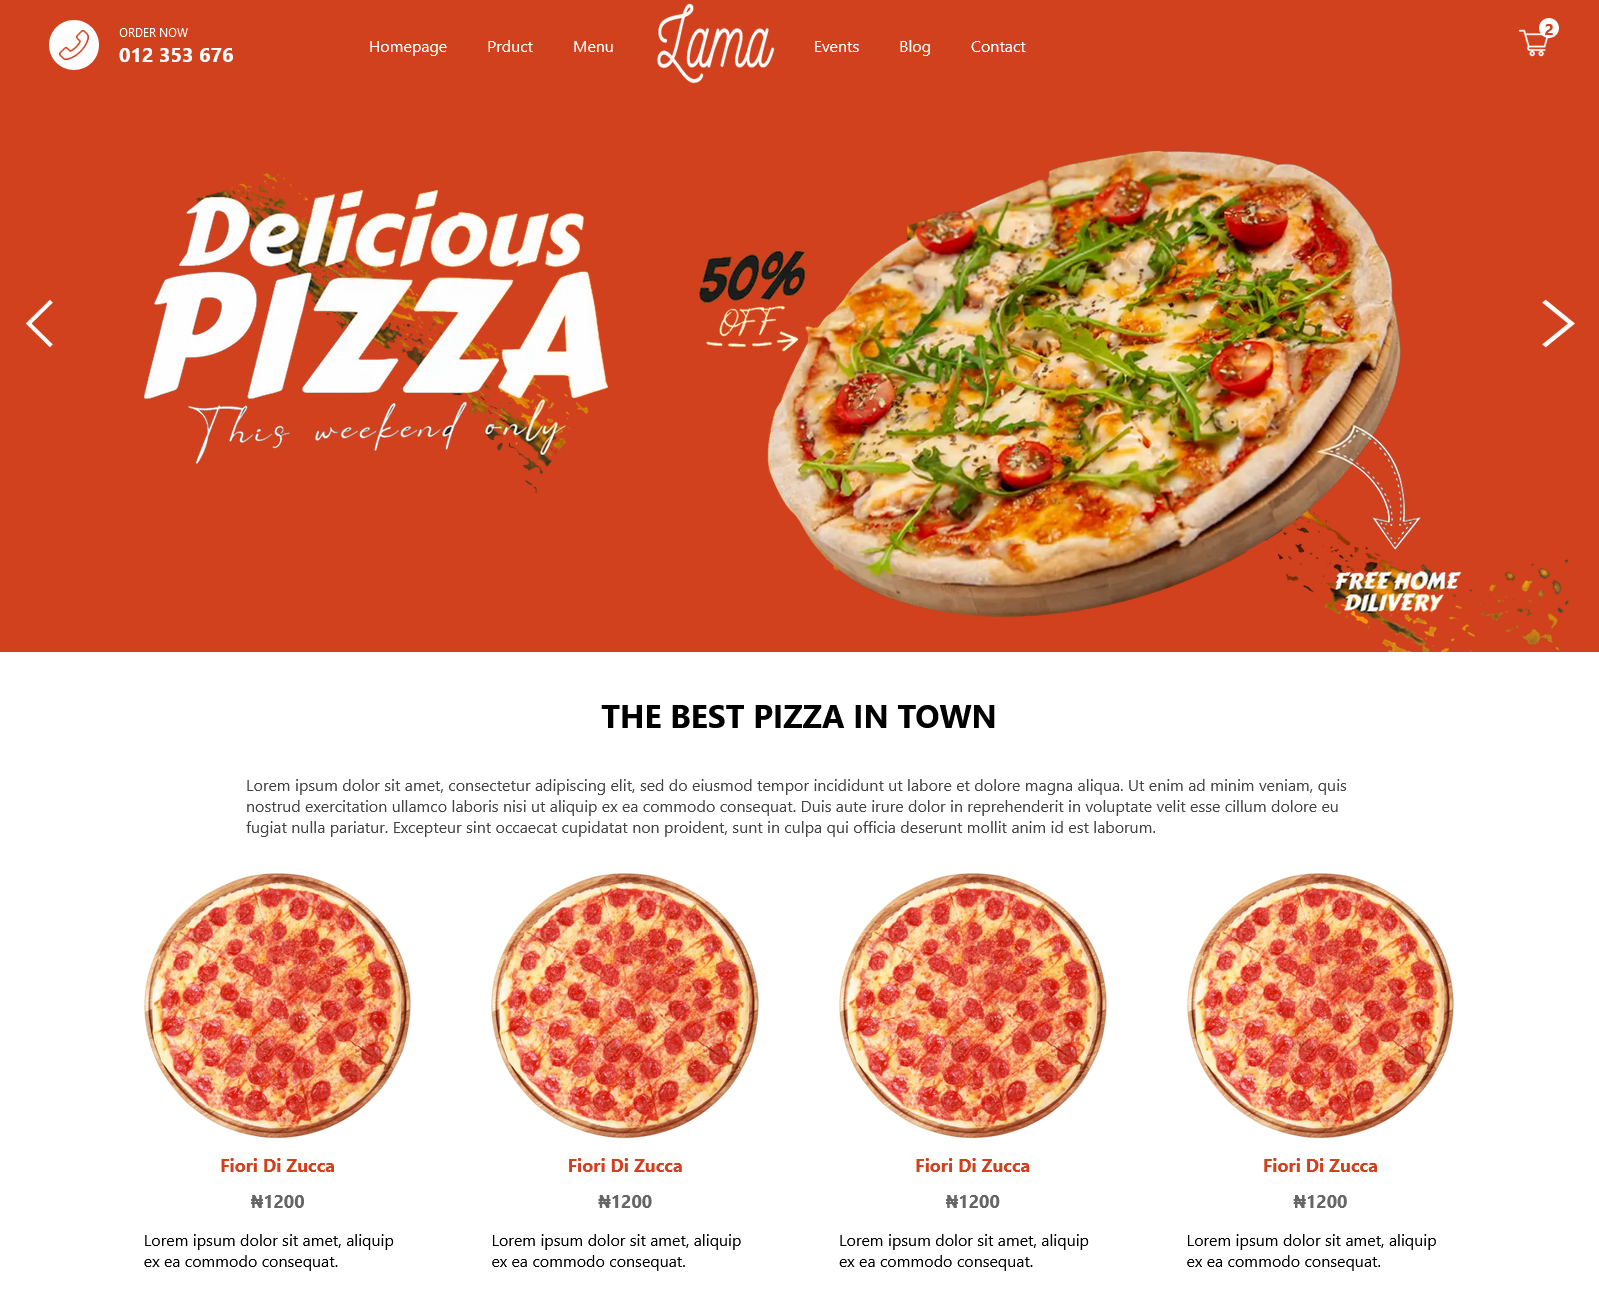 ORDER NOW
012 353 676
Homepage
Prduct
Menu
Lama
Events
Blog
Contact
2
Delicious
PIZZA
This weekend only
50%
OFF
FREE HOME
DILIVERY
THE BEST PIZZA IN TOWN
Lorem ipsum dolor sit amet, consectetur adipiscing elit, sed do eiusmod tempor incididunt ut labore et dolore magna aliqua. Ut enim ad minim veniam, quis
nostrud exercitation ullamco laboris nisi ut aliquip ex ea commodo consequat. Duis aute irure dolor in reprehenderit in voluptate velit esse cillum dolore eu
fugiat nulla pariatur. Excepteur sint occaecat cupidatat non proident, sunt in culpa qui officia deserunt mollit anim id est laborum.
Fiori Di Zucca
₦1200
Lorem ipsum dolor sit amet, aliquip
ex ea commodo consequat.
Fiori Di Zucca
₦1200
Lorem ipsum dolor sit amet, aliquip
ex ea commodo consequat.
Fiori Di Zucca
₦1200
Lorem ipsum dolor sit amet, aliquip
ex ea commodo consequat.
Fiori Di Zucca
₦1200
Lorem ipsum dolor sit amet, aliquip
ex ea commodo consequat.